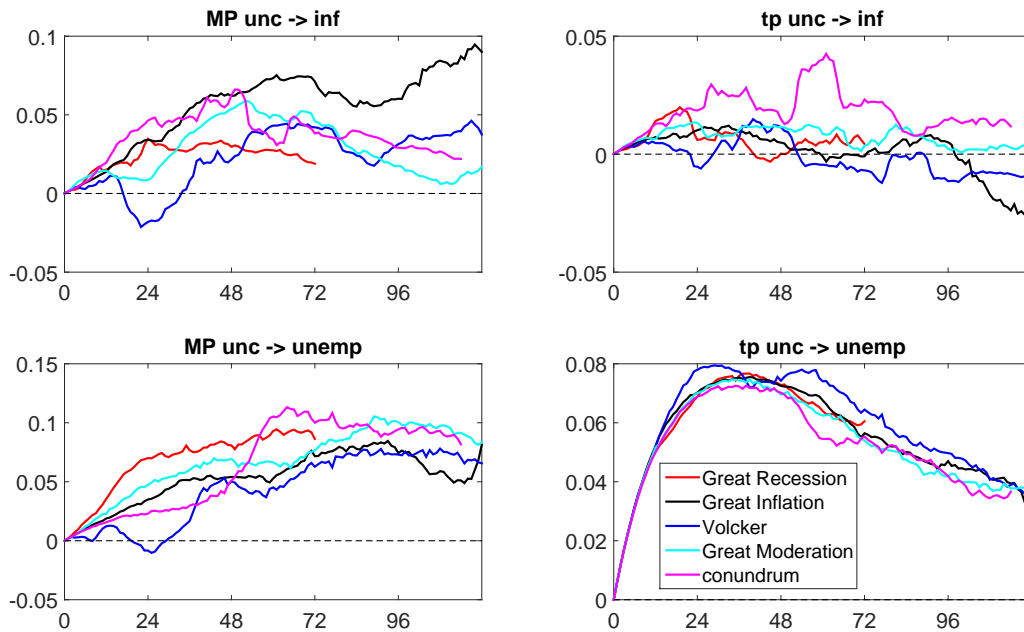 MP unc -> inf
0.1
0.05
0
-0.05
0 24 48 72 96
tp unc -> inf
0.05
0
-0.05
0 24 48 72 96
MP unc -> unemp
0.15
0.1
0.05
0
-0.05
0 24 48 72 96
tp unc -> unemp
0.08
0.06
0.04
0.02
0
0 24 48 72 96
Great Recession
Great Inflation
Volcker
Great Moderation
conundrum